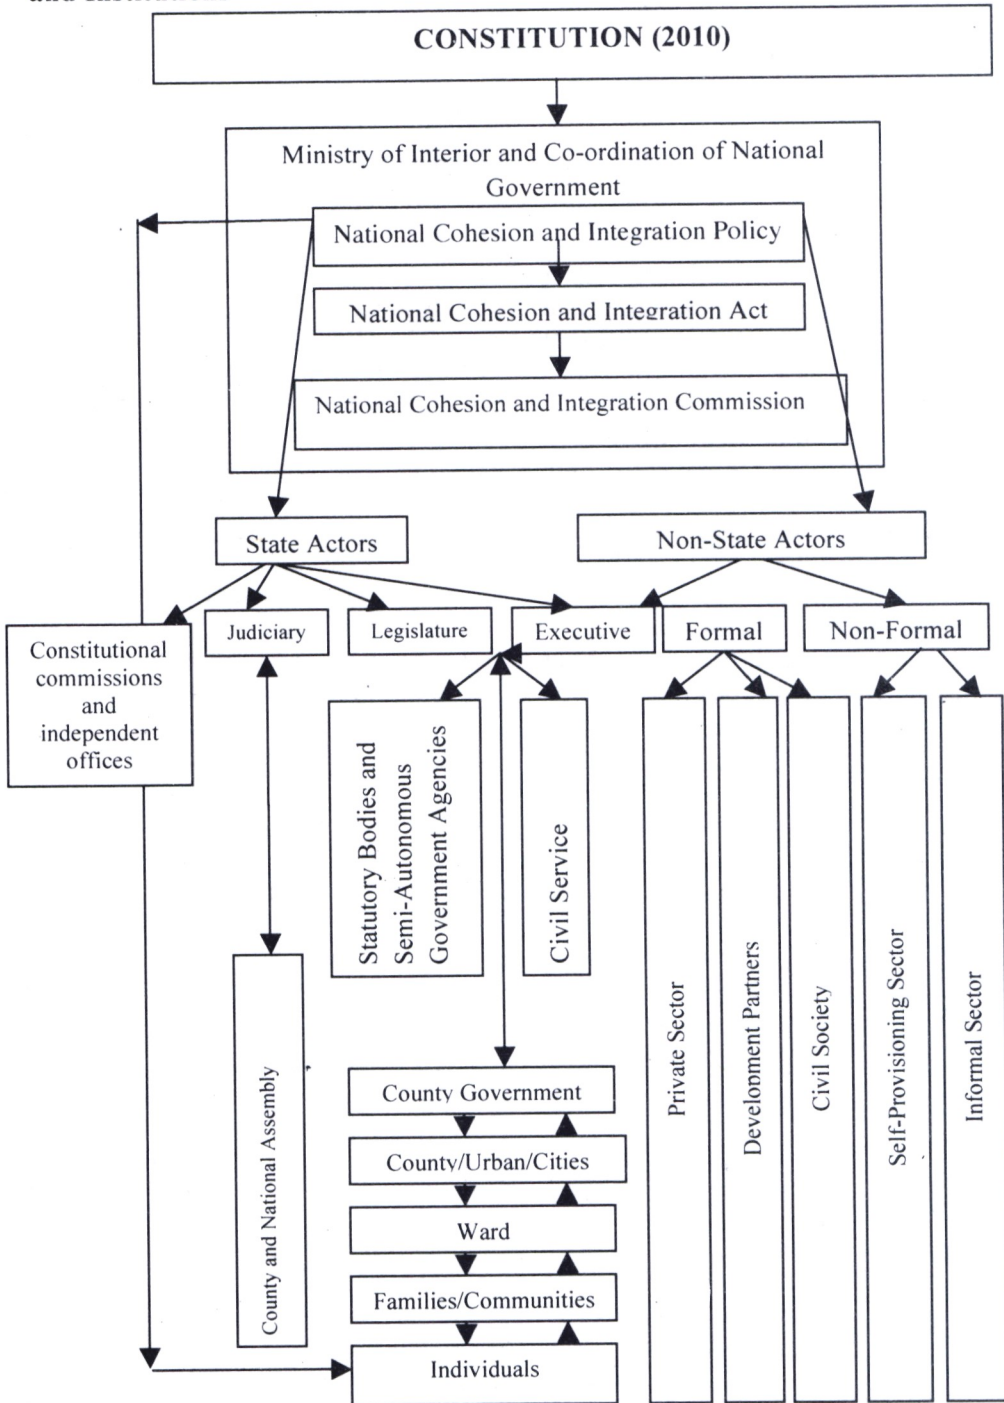 CONSTITUTION (2010)
Ministry of Interior and Co-ordination of National
Government
National Cohesion and Integration Policy
National Cohesion and Integration Act
National Cohesion and Integration Commission
State Actors
Non-State Actors
Constitutional
commissions
and
independent
offices
Judiciary
Legislature
Executive
Formal
Non-Formal
Statutory Bodies and
Semi-Autonomous
Government Agencies
Civil Service
Private Sector
Development Partners
Civil Society
Self-Provisioning Sector
Informal Sector
County and National Assembly
County Government
County/Urban/Cities
Ward
Families/Communities
Individuals